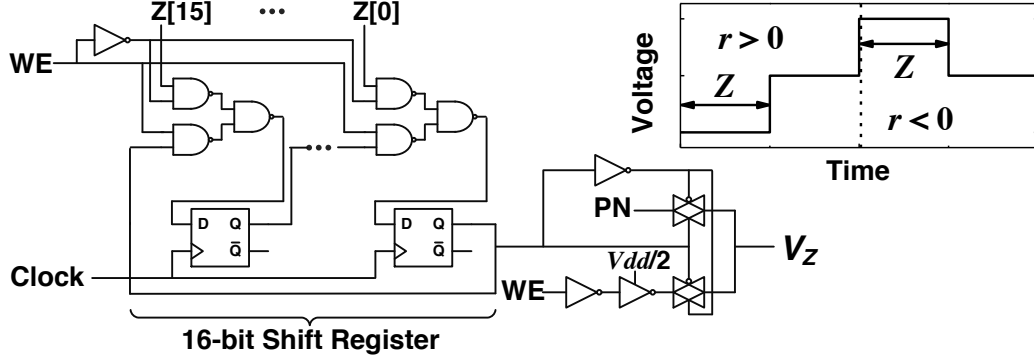 Z[15] ... Z[0]
WE
...
D Q
Q̅
D Q
Q̅
Clock
16-bit Shift Register
PN
Vdd/2
WE
V_Z
Voltage
r > 0
Z
Z
r < 0
Time